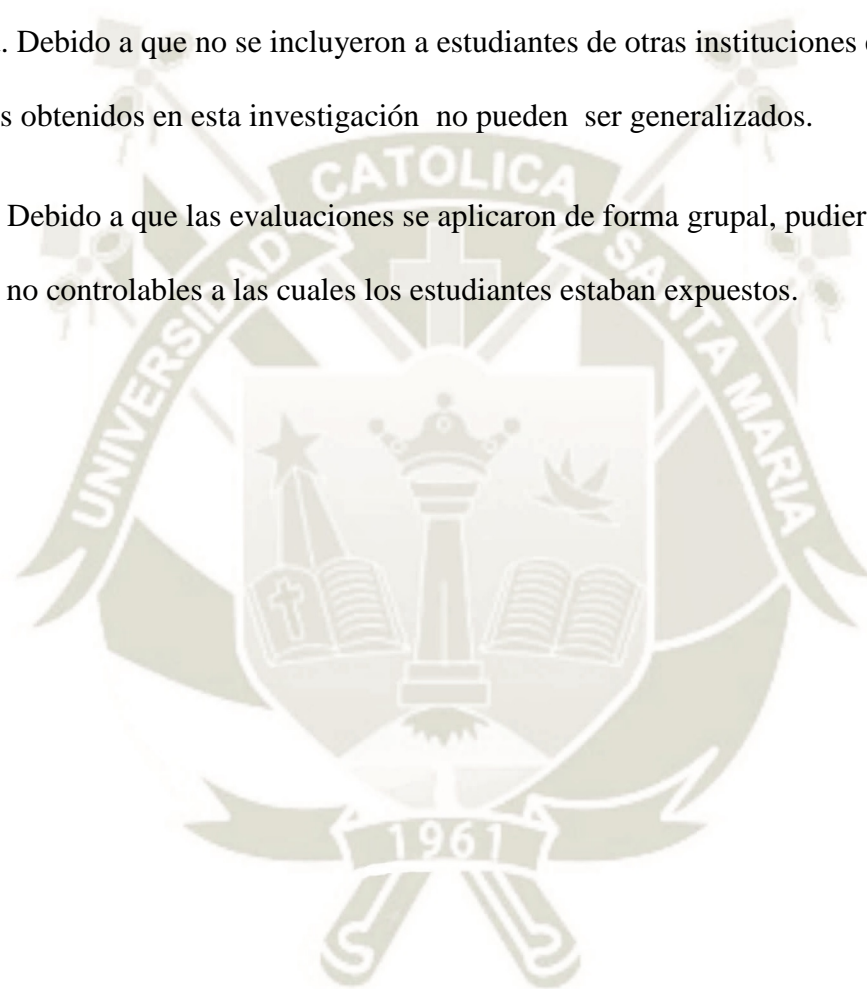 . Debido a que no se incluyeron a estudiantes de otras instituciones
s obtenidos en esta investigación no pueden ser generalizados.
Debido a que las evaluaciones se aplicaron de forma grupal, pudier
no controlables a las cuales los estudiantes estaban expuestos.
UNIVERSIDAD CATOLICA SANTA MARIA
1961